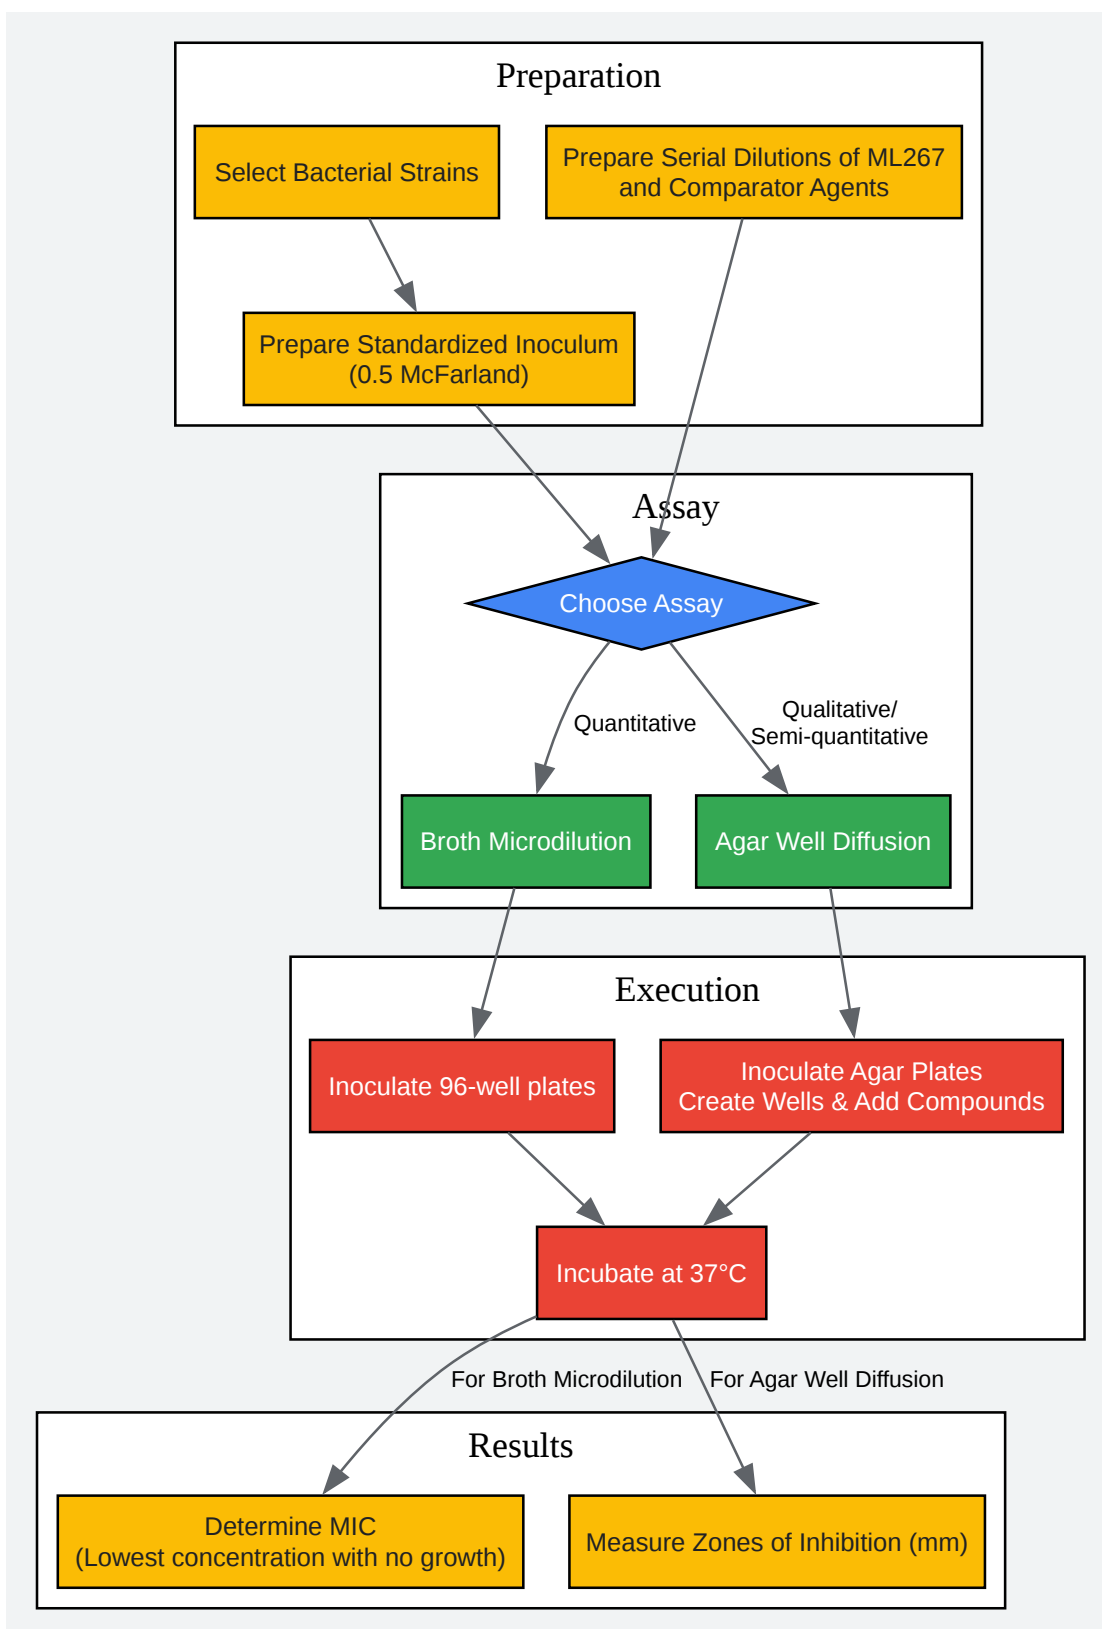 Preparation
Select Bacterial Strains
Prepare Serial Dilutions of ML267
and Comparator Agents
Prepare Standardized Inoculum
(0.5 McFarland)
Assay
Choose Assay
Quantitative
Qualitative/
Semi-quantitative
Broth Microdilution
Agar Well Diffusion
Execution
Inoculate 96-well plates
Inoculate Agar Plates
Create Wells & Add Compounds
Incubate at 37°C
For Broth Microdilution
For Agar Well Diffusion
Results
Determine MIC
(Lowest concentration with no growth)
Measure Zones of Inhibition (mm)